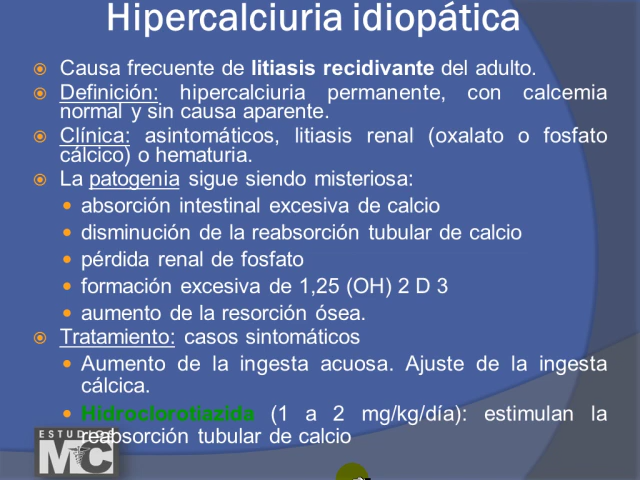 Hipercalciuria idiopática
Causa frecuente de litiasis recidivante del adulto.
Definición: hipercalciuria permanente, con calcemia
normal y sin causa aparente.
Clínica: asintomáticos, litiasis renal (oxalato o fosfato
cálcico) o hematuria.
La patogenia sigue siendo misteriosa:
absorción intestinal excesiva de calcio
disminución de la reabsorción tubular de calcio
pérdida renal de fosfato
formación excesiva de 1,25 (OH) 2 D 3
aumento de la resorción ósea.
Tratamiento: casos sintomáticos
Aumento de la ingesta acuosa. Ajuste de la ingesta
cálcica.
Hidroclorotiazida (1 a 2 mg/kg/día): estimulan la
reabsorción tubular de calcio
ESTUDIOS
MC